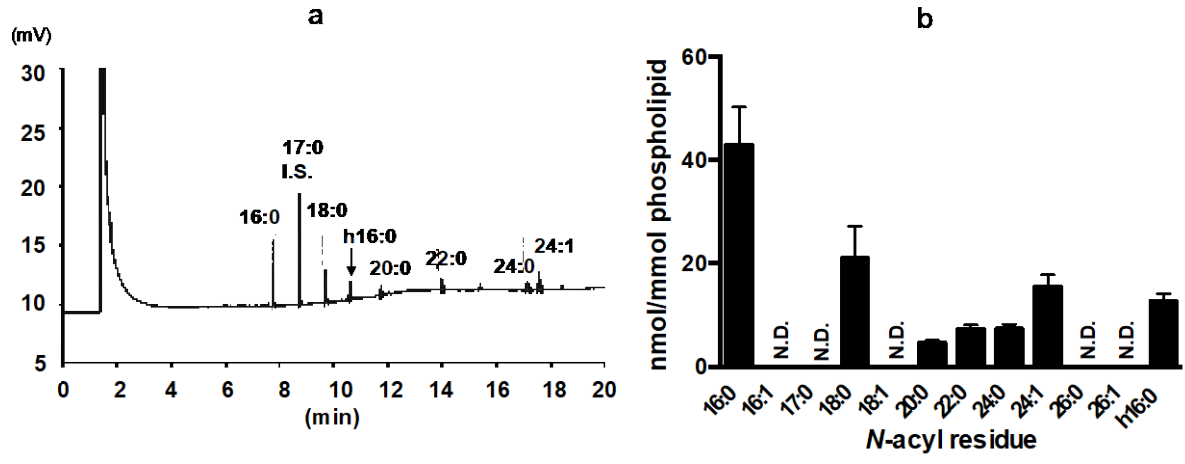 a
(mV)
30
25
20
15
10
5
17:0
I.S.
16:0
18:0
h16:0
20:0
22:0
24:0
24:1
0 2 4 6 8 10 12 14 16 18 20
(min)
b
nmol/mmol phospholipid
60
40
20
0
N.D.
N.D.
N.D.
N.D.
N.D.
16:0
16:1
17:0
18:0
18:1
20:0
22:0
24:0
24:1
26:0
26:1
h16:0
N-acyl residue